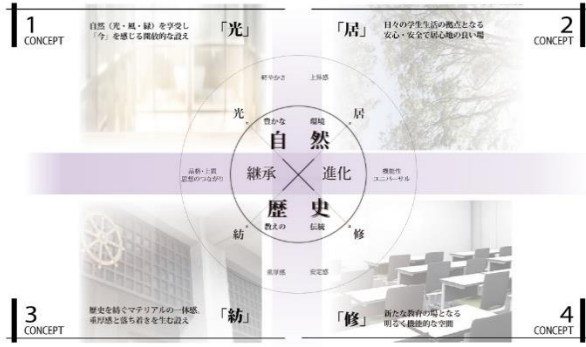 1
CONCEPT
自然（光・風・緑）を享受し
「今」を感じる開放的な設え
「光」
「居」
日々の学生生活の拠点となる
安心・安全で居心地の良い場
2
CONCEPT
軽やかさ
上昇感
光
居
豊かな
環境
自然
品格・上質
思想のつながり
継承
進化
機能性
ユニバーサル
歴史
教えの
伝統
紡
修
重厚感
安定感
3
CONCEPT
歴史を紡ぐマテリアルの一体感、
重厚感と落ち着きを生む設え
「紡」
「修」
新たな教育の場となる
明るく機能的な空間
4
CONCEPT